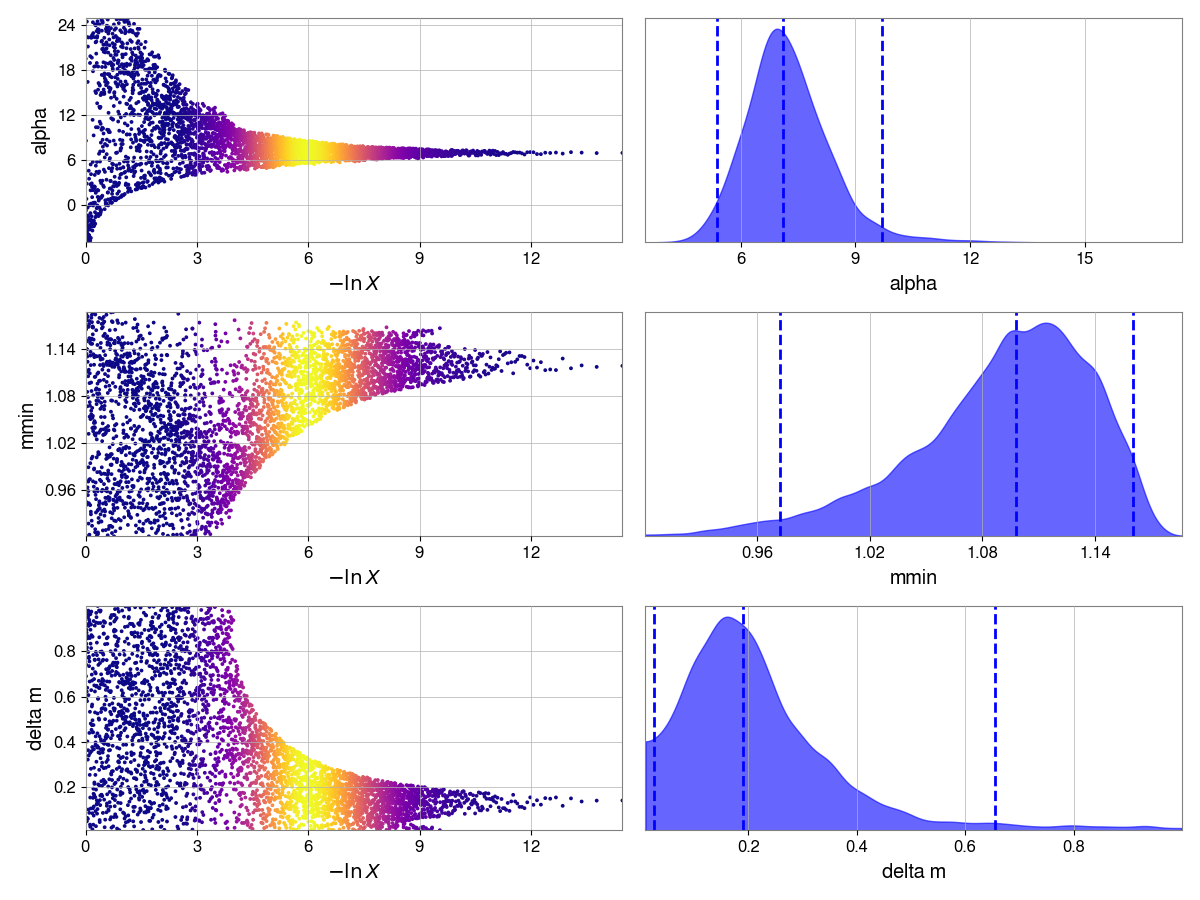 24
18
12
6
0
alpha
0 3 6 9 12
−ln X
6 9 12 15
alpha
1.14
1.08
1.02
0.96
mmin
0 3 6 9 12
−ln X
0.96 1.02 1.08 1.14
mmin
0.8
0.6
0.4
0.2
delta m
0 3 6 9 12
−ln X
0.2 0.4 0.6 0.8
delta m